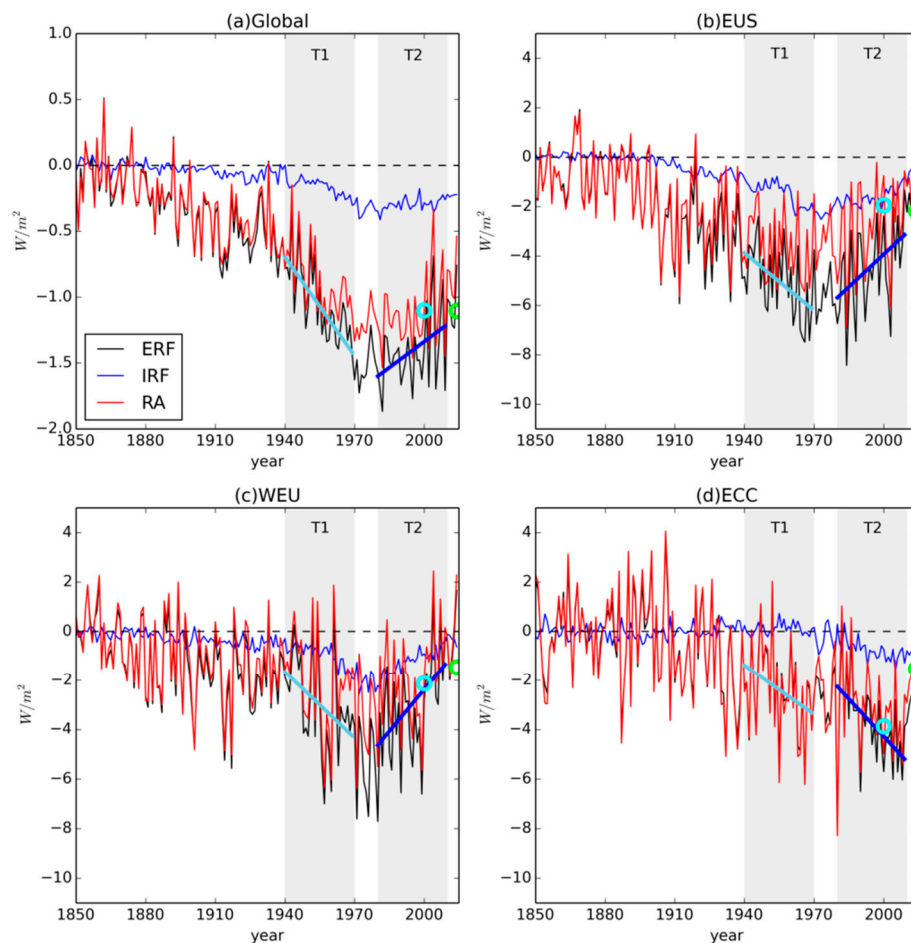 (a)Global
T1 T2
1.0
0.5
0.0
−0.5
−1.0
−1.5
−2.0
W/m²
ERF
IRF
RA
1850 1880 1910 1940 1970 2000
year
(b)EUS
T1 T2
4
2
0
−2
−4
−6
−8
−10
W/m²
1850 1880 1910 1940 1970 2000
year
(c)WEU
T1 T2
4
2
0
−2
−4
−6
−8
−10
W/m²
1850 1880 1910 1940 1970 2000
year
(d)ECC
T1 T2
4
2
0
−2
−4
−6
−8
−10
W/m²
1850 1880 1910 1940 1970 2000
year